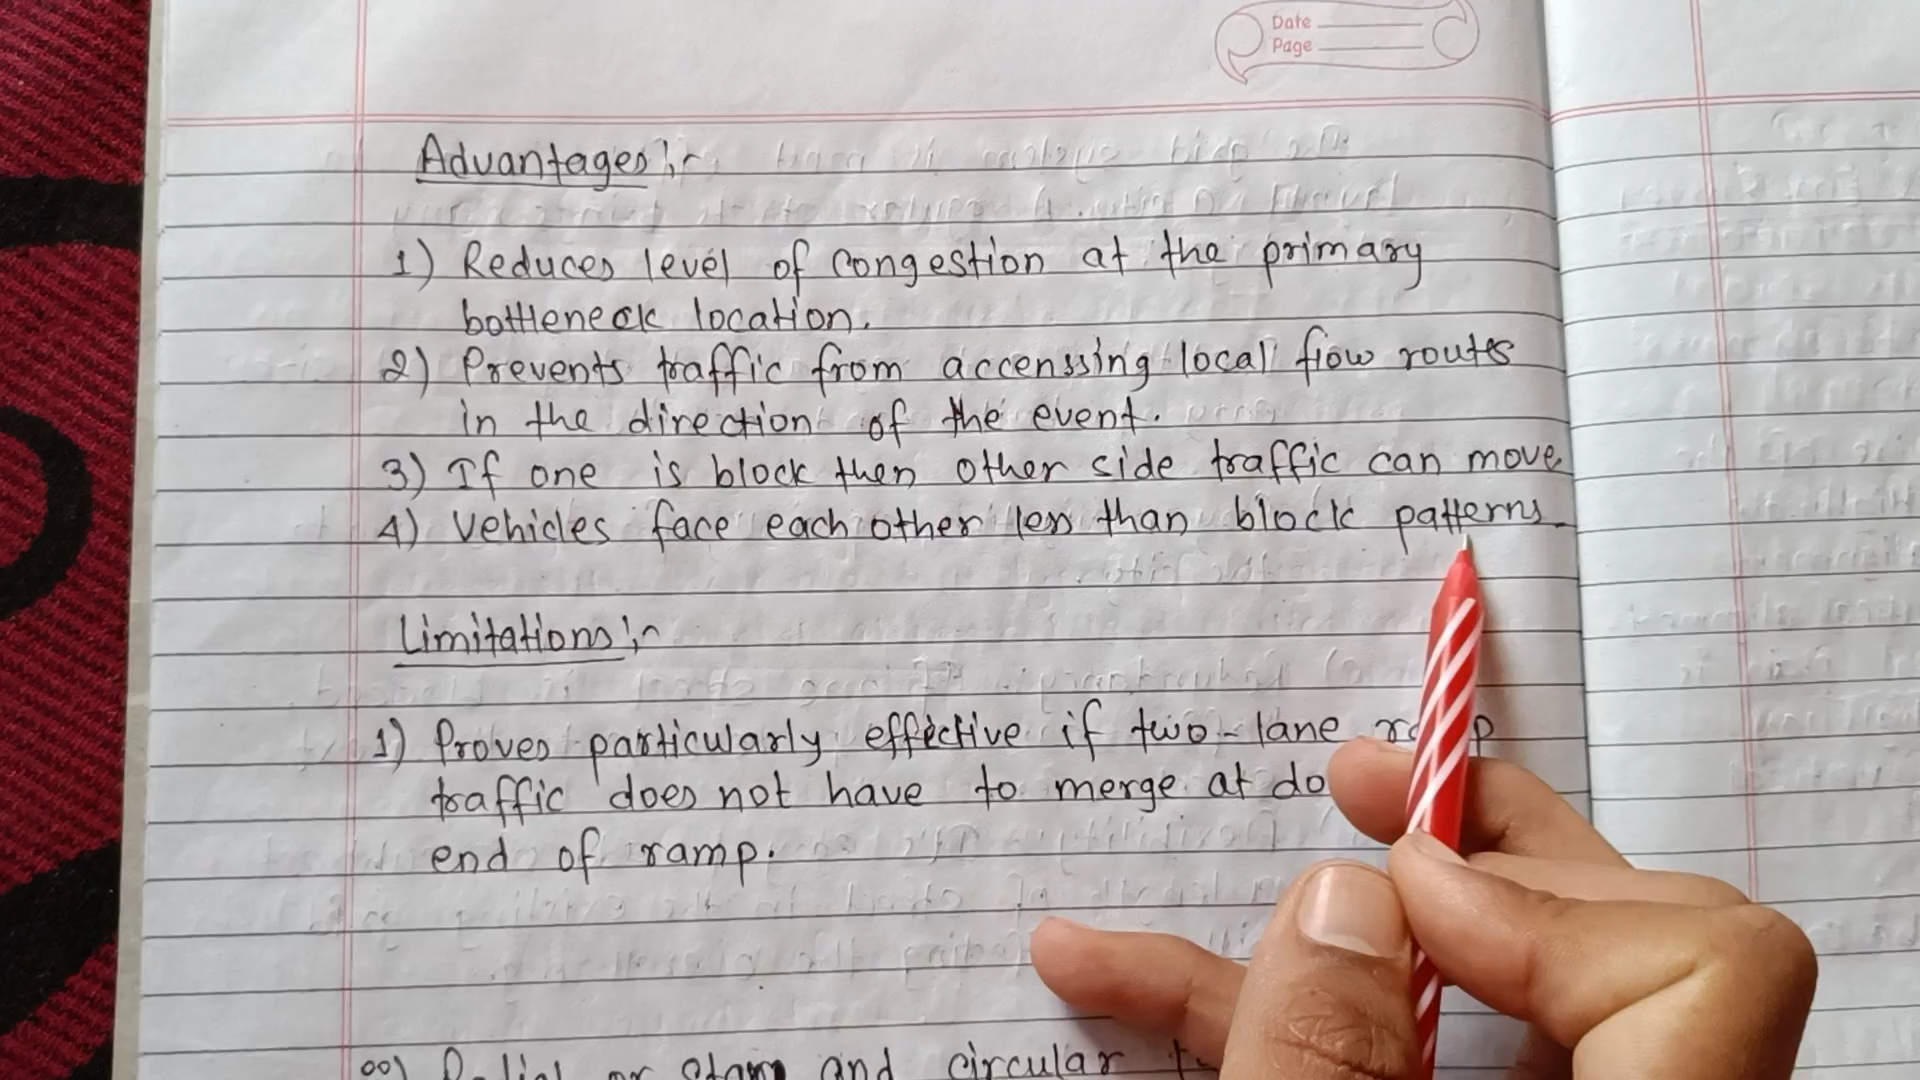 Date
Page
Advantages :-
1) Reduces level of congestion at the primary
bottleneck location.
2) Prevents traffic from accenssing local flow routes
in the direction of the event.
3) If one is block then other side traffic can move
4) Vehicles face each other less than block patterns.
Limitations :-
1) Proves particularly effective if two-lane
traffic does not have to merge at
end of ramp.
or and circular